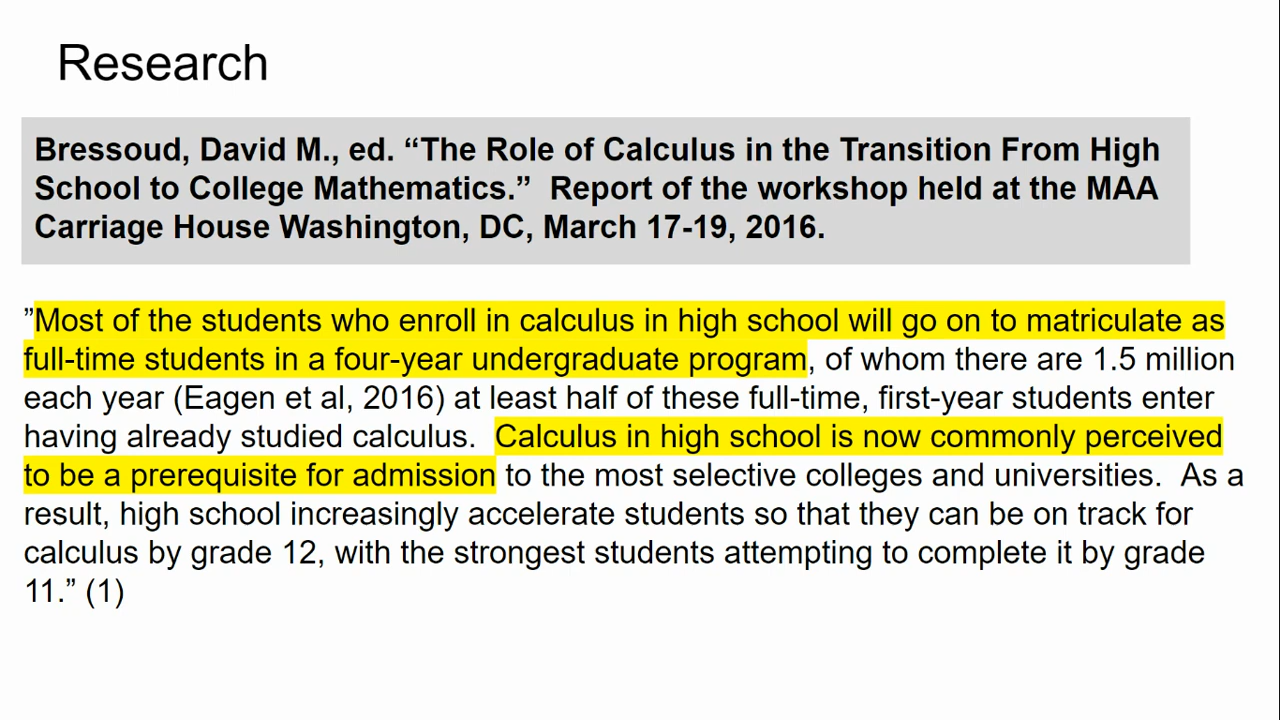 Research
Bressoud, David M., ed. “The Role of Calculus in the Transition From High
School to College Mathematics.”  Report of the workshop held at the MAA
Carriage House Washington, DC, March 17-19, 2016.
”Most of the students who enroll in calculus in high school will go on to matriculate as
full-time students in a four-year undergraduate program, of whom there are 1.5 million
each year (Eagen et al, 2016) at least half of these full-time, first-year students enter
having already studied calculus.  Calculus in high school is now commonly perceived
to be a prerequisite for admission to the most selective colleges and universities.  As a
result, high school increasingly accelerate students so that they can be on track for
calculus by grade 12, with the strongest students attempting to complete it by grade
11.” (1)